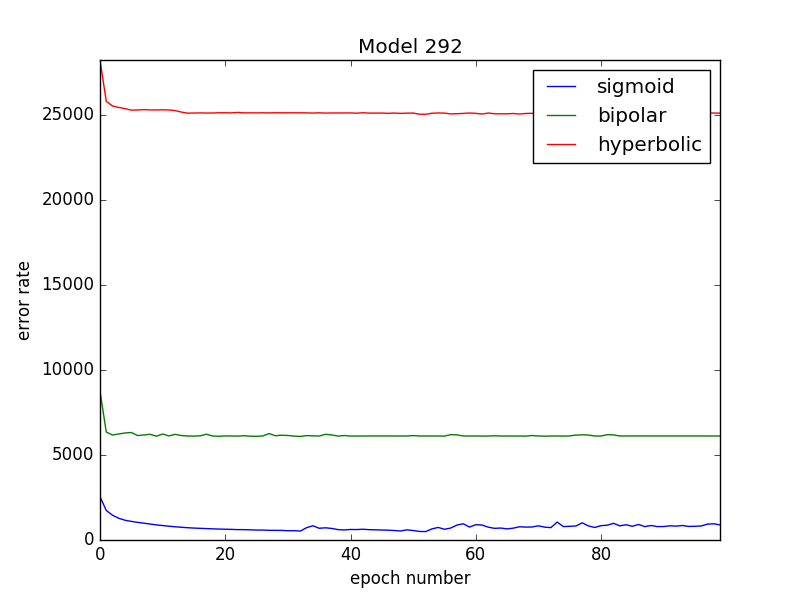 Model 292
sigmoid
bipolar
hyperbolic
25000
20000
15000
10000
5000
0
error rate
0 20 40 60 80
epoch number